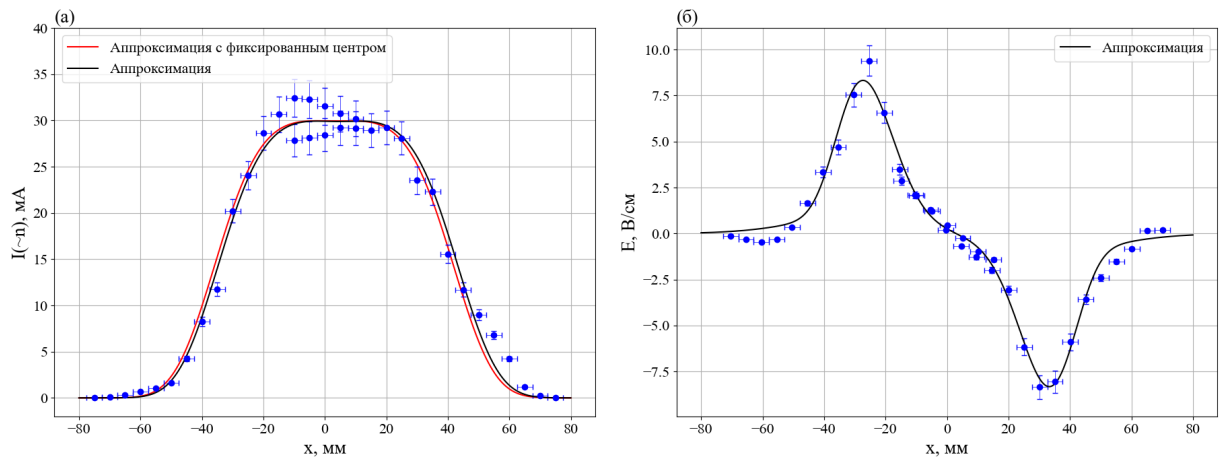 (а)
40
35
30
25
20
15
10
5
0
I(~n), мА
Аппроксимация с фиксированным центром
Аппроксимация
−80 −60 −40 −20 0 20 40 60 80
x, мм
(б)
10.0
7.5
5.0
2.5
0.0
−2.5
−5.0
−7.5
E, В/см
Аппроксимация
−80 −60 −40 −20 0 20 40 60 80
x, мм